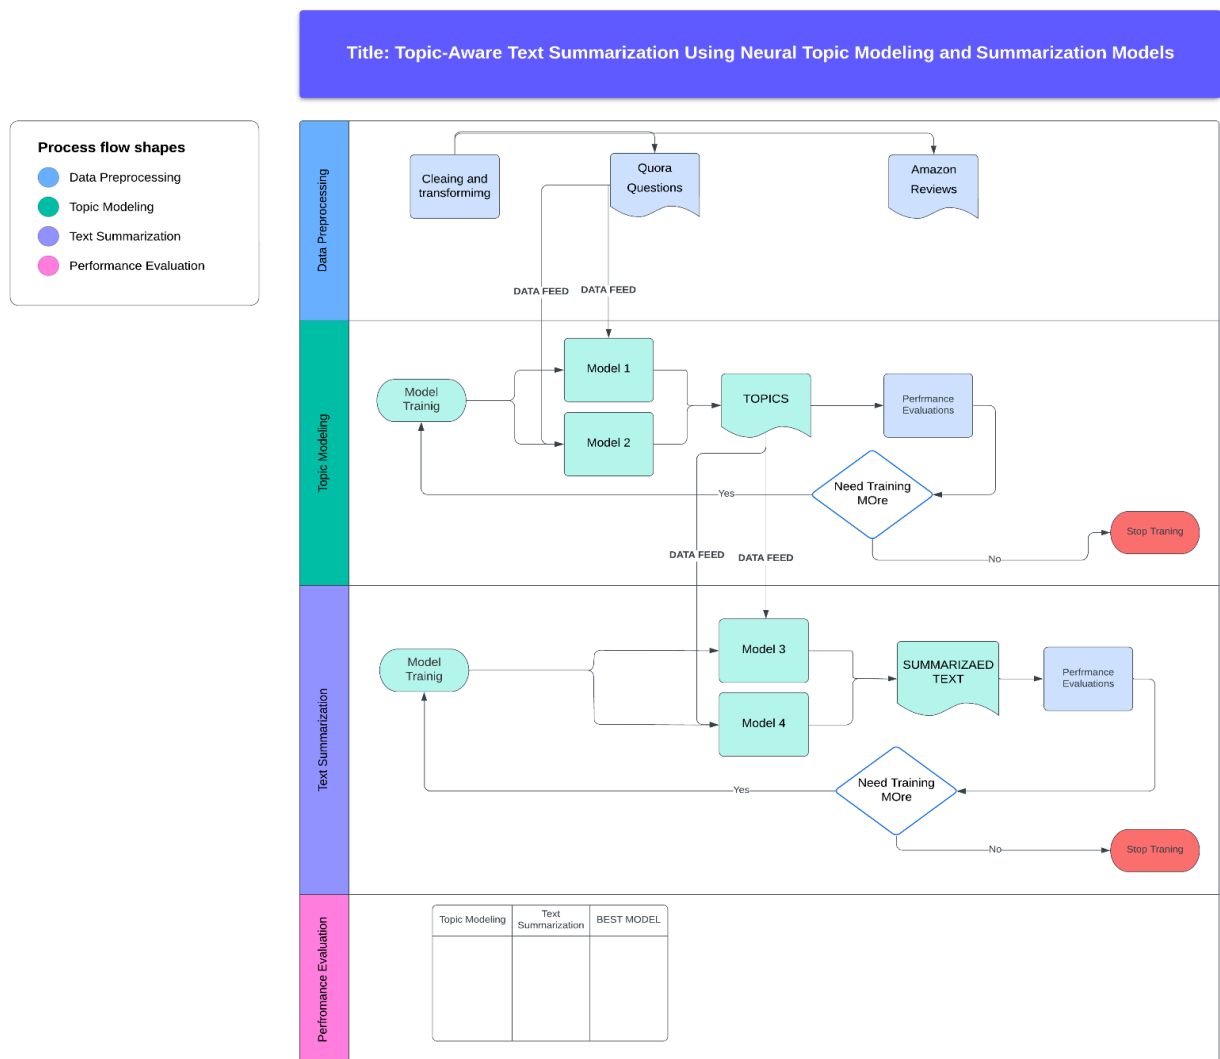 Title: Topic-Aware Text Summarization Using Neural Topic Modeling and Summarization Models
Process flow shapes
Data Preprocessing
Topic Modeling
Text Summarization
Performance Evaluation
Data Preprocessing
Cleaing and
transformimg
Quora
Questions
Amazon
Reviews
DATA FEED
DATA FEED
Topic Modeling
Model
Trainig
Model 1
Model 2
TOPICS
Perfrmance
Evaluations
Need Training
MOre
Yes
No
Stop Traning
DATA FEED
DATA FEED
Text Summarization
Model
Trainig
Model 3
Model 4
SUMMARIZAED
TEXT
Perfrmance
Evaluations
Need Training
MOre
Yes
No
Stop Traning
Perfromance Evaluation
Topic Modeling
Text
Summarization
BEST MODEL